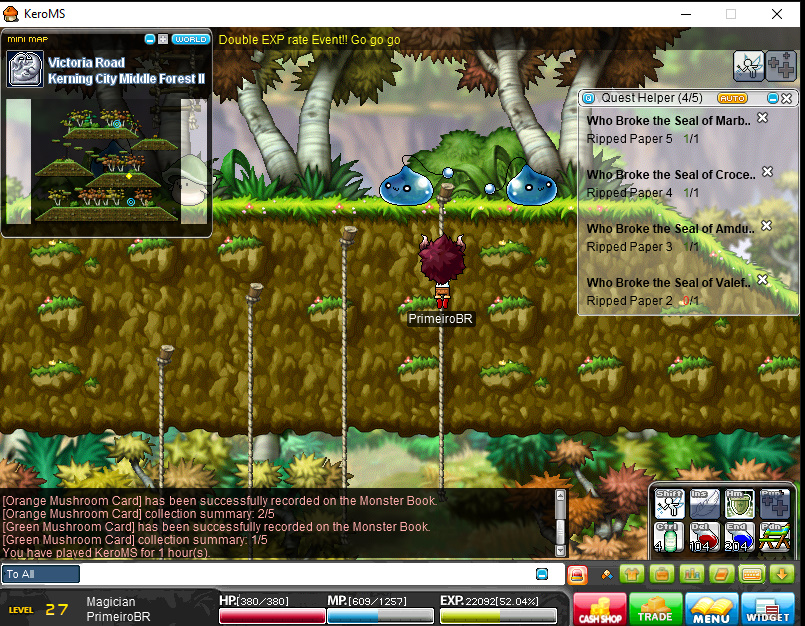 KeroMS
MINI MAP
WORLD
Double EXP rate Event!! Go go go
Victoria Road
Kerning City Middle Forest II
Quest Helper (4/5)
AUTO
Who Broke the Seal of Marb..
Ripped Paper 5 1/1
Who Broke the Seal of Croce..
Ripped Paper 4 1/1
Who Broke the Seal of Amdu..
Ripped Paper 3 1/1
Who Broke the Seal of Valef..
Ripped Paper 2 0/1
PrimeiroBR
[Orange Mushroom Card] has been successfully recorded on the Monster Book.
[Orange Mushroom Card] collection summary: 2/5
[Green Mushroom Card] has been successfully recorded on the Monster Book.
[Green Mushroom Card] collection summary: 1/5
You have played KeroMS for 1 hour(s).
Shift Ins Hm
Ctrl Del End Pdn
4 104 204
To All
LEVEL 27
Magician
PrimeiroBR
HP.[380/380]
MP.[609/1257]
EXP.22092[52.04%]
CASH SHOP
TRADE
MENU
WIDGET